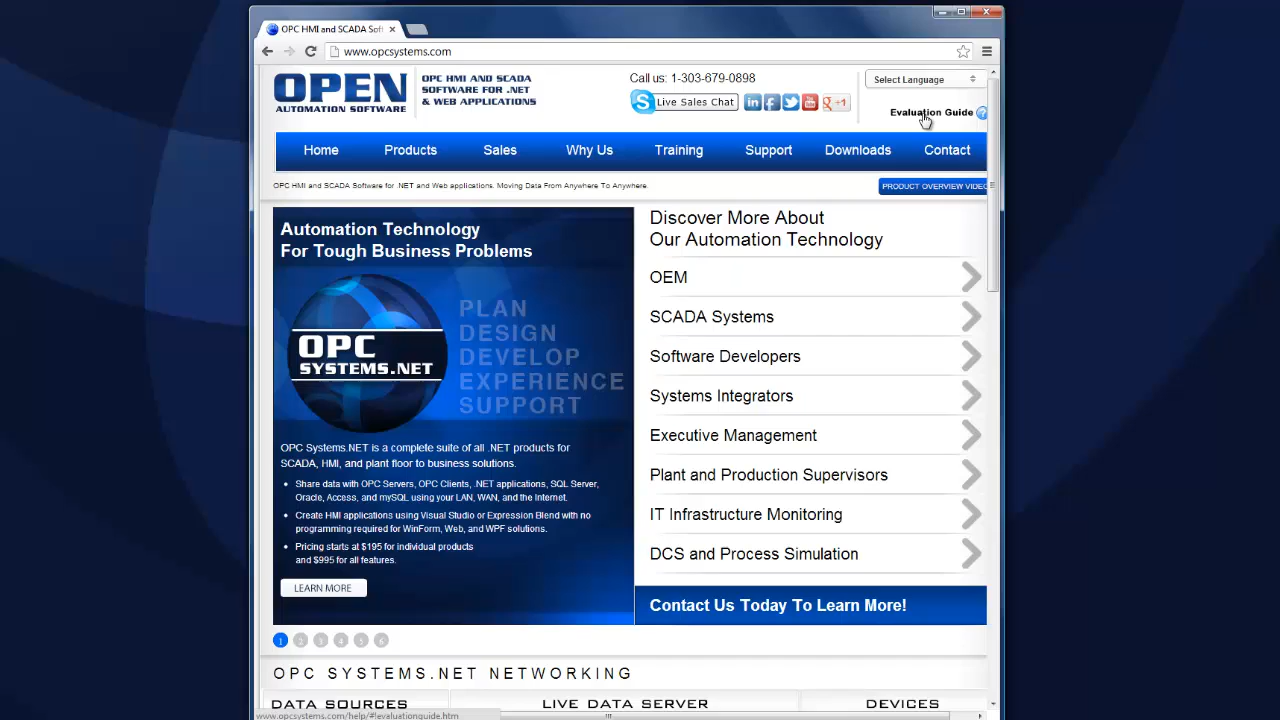 OPC HMI and SCADA Soft
www.opcsystems.com
OPEN
AUTOMATION SOFTWARE
OPC HMI AND SCADA
SOFTWARE FOR .NET
& WEB APPLICATIONS
Call us: 1-303-679-0898
Live Sales Chat
+1
Select Language
Evaluation Guide
Home Products Sales Why Us Training Support Downloads Contact
OPC HMI and SCADA Software for .NET and Web applications. Moving Data From Anywhere To Anywhere.
PRODUCT OVERVIEW VIDEO
Automation Technology
For Tough Business Problems
OPC
SYSTEMS.NET
PLAN
DESIGN
DEVELOP
EXPERIENCE
SUPPORT
OPC Systems.NET is a complete suite of all .NET products for
SCADA, HMI, and plant floor to business solutions.
Share data with OPC Servers, OPC Clients, .NET applications, SQL Server,
Oracle, Access, and mySQL using your LAN, WAN, and the Internet.
Create HMI applications using Visual Studio or Expression Blend with no
programming required for WinForm, Web, and WPF solutions.
Pricing starts at $195 for individual products
and $995 for all features.
LEARN MORE
Discover More About
Our Automation Technology
OEM
SCADA Systems
Software Developers
Systems Integrators
Executive Management
Plant and Production Supervisors
IT Infrastructure Monitoring
DCS and Process Simulation
Contact Us Today To Learn More!
1 2 3 4 5 6
OPC SYSTEMS.NET NETWORKING
DATA SOURCES LIVE DATA SERVER DEVICES
www.opcsystems.com/help/#!evaluationguide.htm